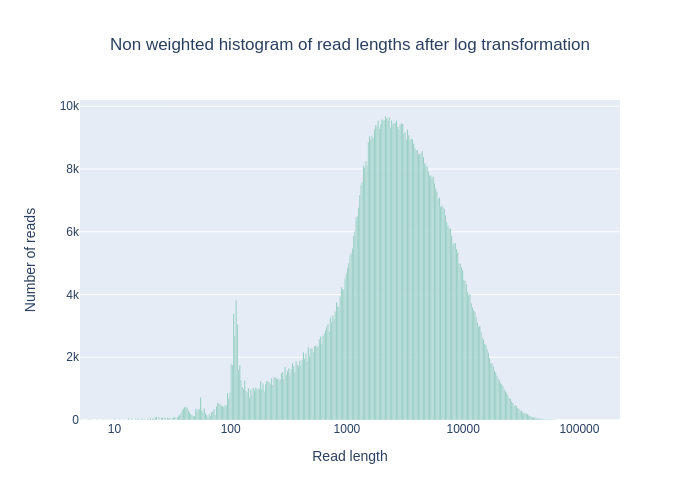 Non weighted histogram of read lengths after log transformation
Number of reads
10k
8k
6k
4k
2k
0
10
100
1000
10000
100000
Read length